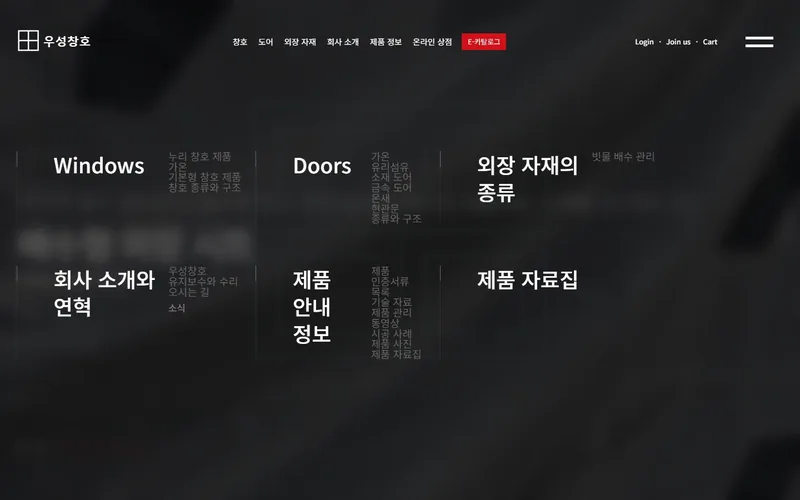 우성창호
창호 도어 외장 자재 회사 소개 제품 정보 온라인 상점 E-카탈로그
Login · Join us · Cart
Windows
누리 창호 제품
가온
기본형 창호 제품
창호 종류와 구조
Doors
가온
유리섬유
소재 도어
금속 도어
몬새
현관문
종류와 구조
외장 자재의
종류
빗물 배수 관리
회사 소개와
연혁
우성창호
유지보수와 수리
오시는 길
소식
제품
안내
정보
제품
인증서류
목록
기술 자료
제품 관리
동영상
시공 사례
제품 사진
제품 자료집
제품 자료집